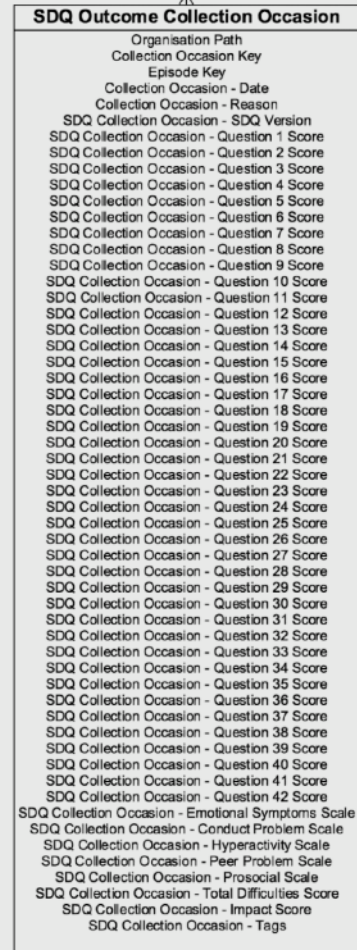 SDQ Outcome Collection Occasion
Organisation Path
Collection Occasion Key
Episode Key
Collection Occasion - Date
Collection Occasion - Reason
SDQ Collection Occasion - SDQ Version
SDQ Collection Occasion - Question 1 Score
SDQ Collection Occasion - Question 2 Score
SDQ Collection Occasion - Question 3 Score
SDQ Collection Occasion - Question 4 Score
SDQ Collection Occasion - Question 5 Score
SDQ Collection Occasion - Question 6 Score
SDQ Collection Occasion - Question 7 Score
SDQ Collection Occasion - Question 8 Score
SDQ Collection Occasion - Question 9 Score
SDQ Collection Occasion - Question 10 Score
SDQ Collection Occasion - Question 11 Score
SDQ Collection Occasion - Question 12 Score
SDQ Collection Occasion - Question 13 Score
SDQ Collection Occasion - Question 14 Score
SDQ Collection Occasion - Question 15 Score
SDQ Collection Occasion - Question 16 Score
SDQ Collection Occasion - Question 17 Score
SDQ Collection Occasion - Question 18 Score
SDQ Collection Occasion - Question 19 Score
SDQ Collection Occasion - Question 20 Score
SDQ Collection Occasion - Question 21 Score
SDQ Collection Occasion - Question 22 Score
SDQ Collection Occasion - Question 23 Score
SDQ Collection Occasion - Question 24 Score
SDQ Collection Occasion - Question 25 Score
SDQ Collection Occasion - Question 26 Score
SDQ Collection Occasion - Question 27 Score
SDQ Collection Occasion - Question 28 Score
SDQ Collection Occasion - Question 29 Score
SDQ Collection Occasion - Question 30 Score
SDQ Collection Occasion - Question 31 Score
SDQ Collection Occasion - Question 32 Score
SDQ Collection Occasion - Question 33 Score
SDQ Collection Occasion - Question 34 Score
SDQ Collection Occasion - Question 35 Score
SDQ Collection Occasion - Question 36 Score
SDQ Collection Occasion - Question 37 Score
SDQ Collection Occasion - Question 38 Score
SDQ Collection Occasion - Question 39 Score
SDQ Collection Occasion - Question 40 Score
SDQ Collection Occasion - Question 41 Score
SDQ Collection Occasion - Question 42 Score
SDQ Collection Occasion - Emotional Symptoms Scale
SDQ Collection Occasion - Conduct Problem Scale
SDQ Collection Occasion - Hyperactivity Scale
SDQ Collection Occasion - Peer Problem Scale
SDQ Collection Occasion - Prosocial Scale
SDQ Collection Occasion - Total Difficulties Score
SDQ Collection Occasion - Impact Score
SDQ Collection Occasion - Tags